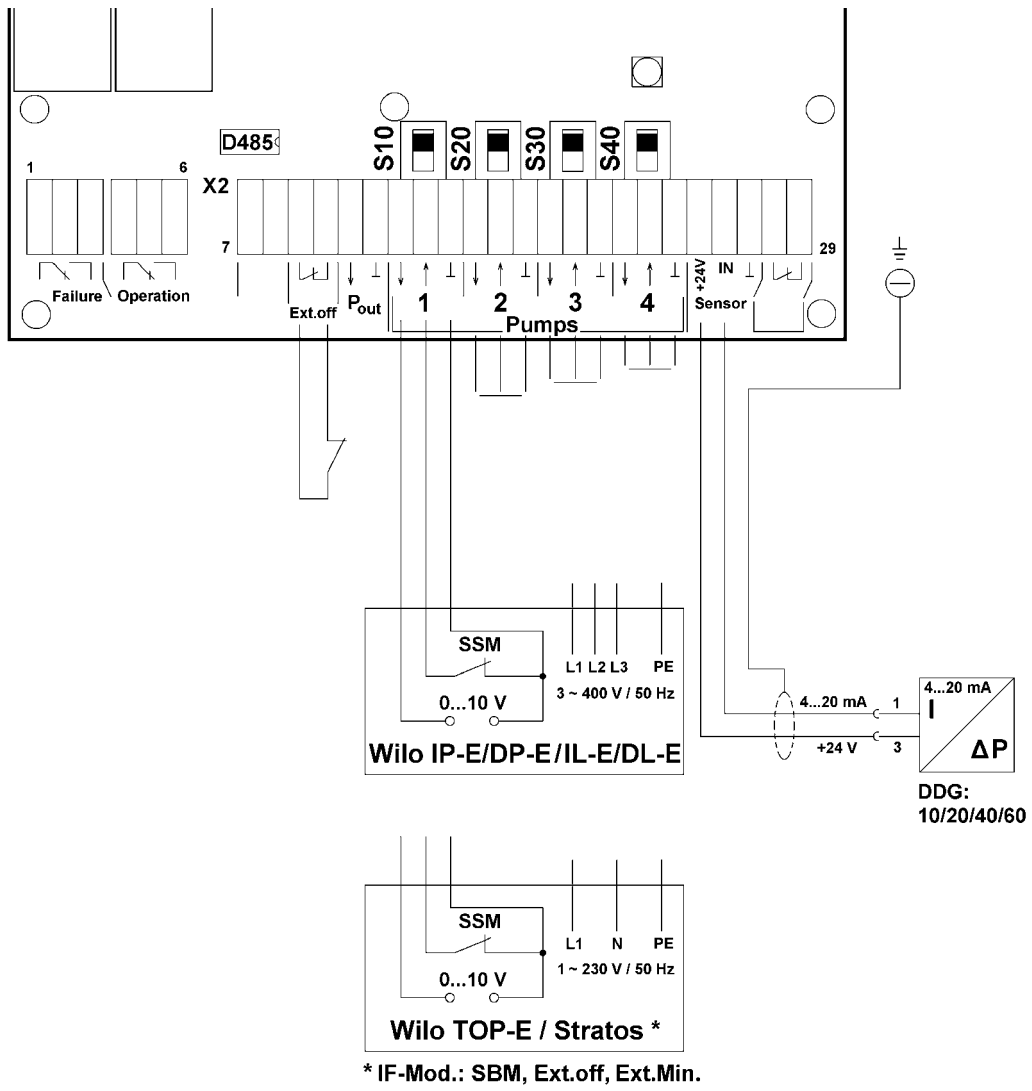 D485
S10
S20
S30
S40
1
6
X2
7
29
Failure
Operation
Ext.off
Pout
1
2
3
4
Pumps
+24V
IN
Sensor
SSM
0...10 V
L1 L2 L3 PE
3 ~ 400 V / 50 Hz
Wilo IP-E/DP-E/IL-E/DL-E
4...20 mA
1
+24 V
3
4...20 mA
I
ΔP
DDG:
10/20/40/60
SSM
0...10 V
L1 N PE
1 ~ 230 V / 50 Hz
Wilo TOP-E / Stratos *
* IF-Mod.: SBM, Ext.off, Ext.Min.